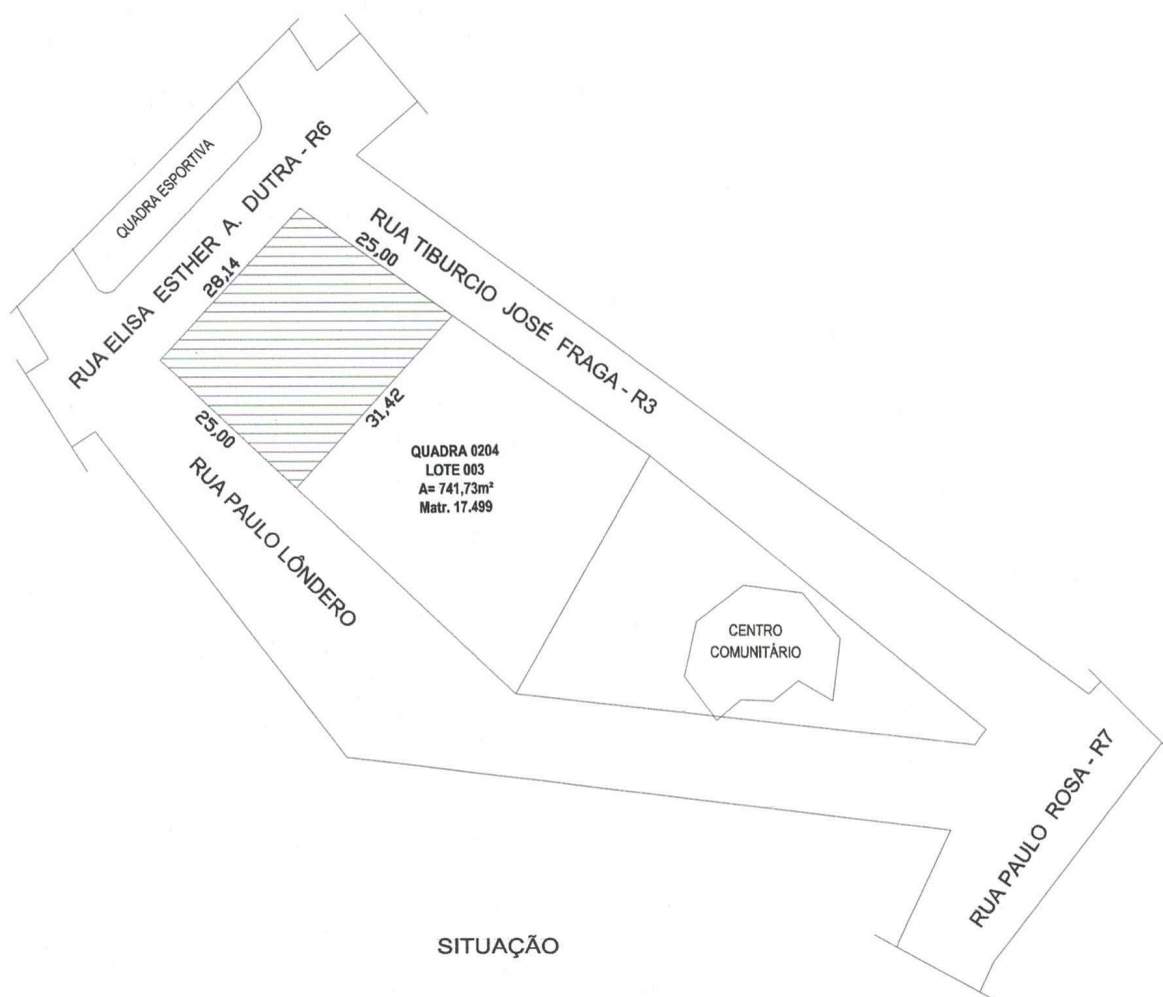 QUADRA ESPORTIVA
RUA ELISA ESTHER A. DUTRA - R6
RUA TIBURCIO JOSÉ FRAGA - R3
28,14
25,00
25,00
31,42
RUA PAULO LÔNDERO
QUADRA 0204
LOTE 003
A= 741,73m²
Matr. 17.499
CENTRO
COMUNITÁRIO
RUA PAULO ROSA - R7
SITUAÇÃO